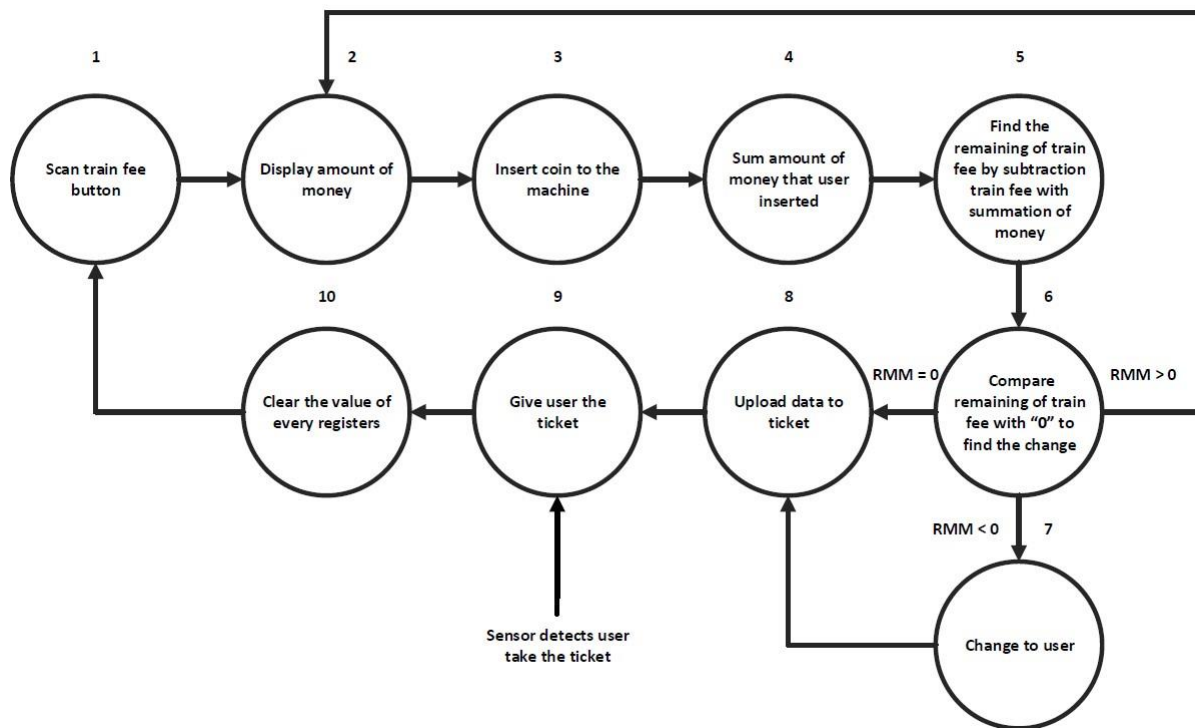 1
2
3
4
5
Scan train fee
button
Display amount of
money
Insert coin to the
machine
Sum amount of
money that user
inserted
Find the
remaining of train
fee by subtraction
train fee with
summation of
money
10
9
8
6
Clear the value of
every registers
Give user the
ticket
Upload data to
ticket
RMM = 0
Compare
remaining of train
fee with “0” to
find the change
RMM > 0
RMM < 0
7
Sensor detects user
take the ticket
Change to user